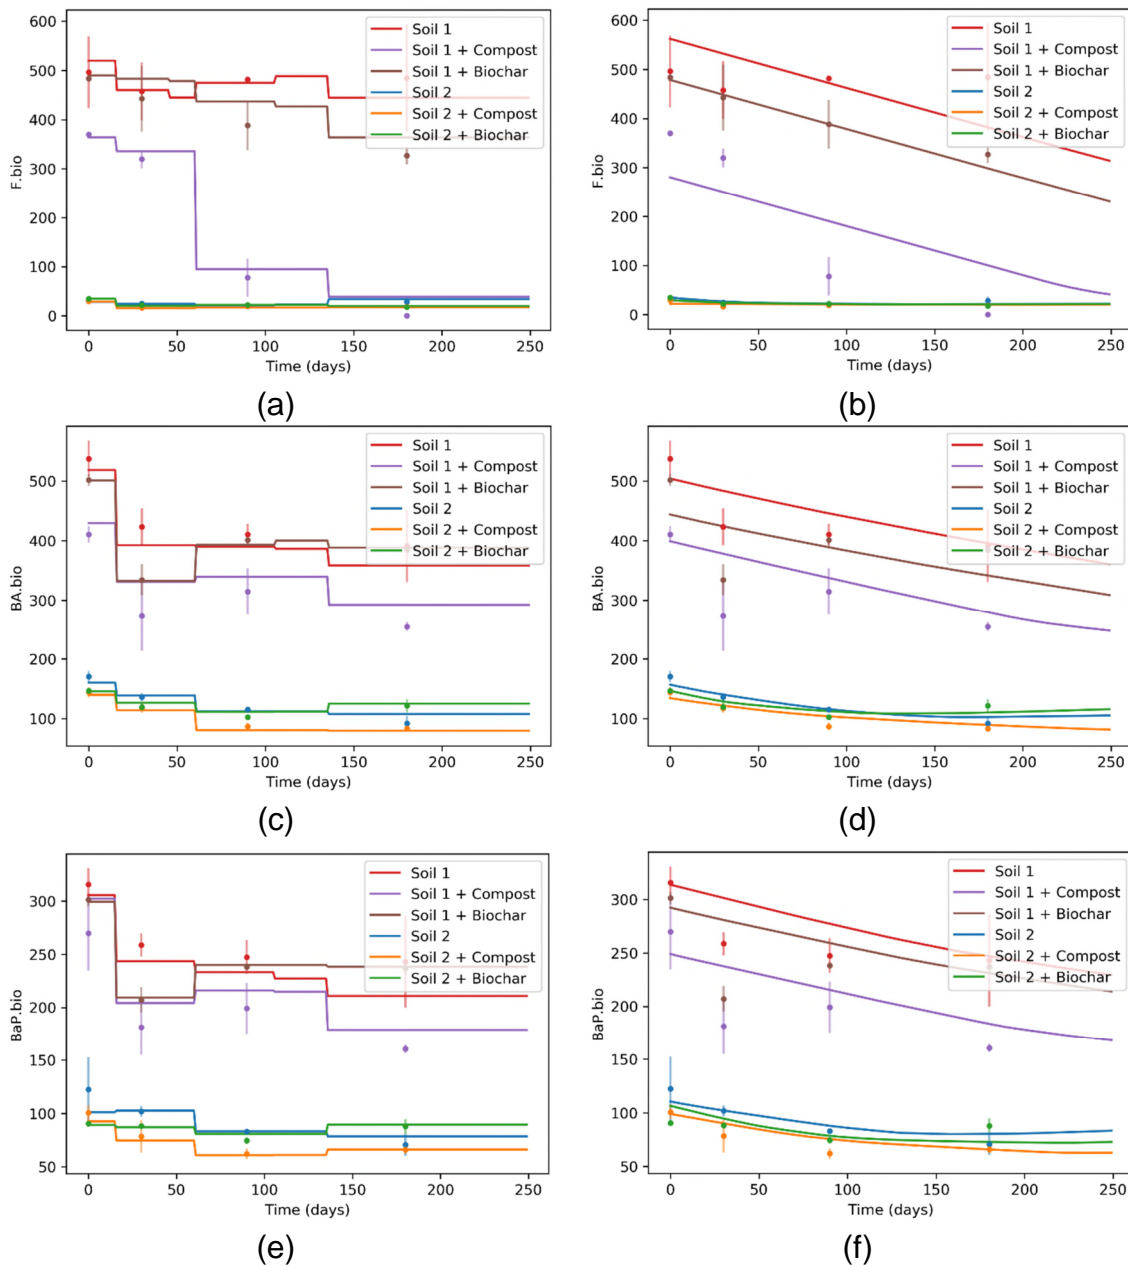 600
500
400
300
200
100
0
F.bio
Soil 1
Soil 1 + Compost
Soil 1 + Biochar
Soil 2
Soil 2 + Compost
Soil 2 + Biochar
0 50 100 150 200 250
Time (days)
(a)
600
500
400
300
200
100
0
F.bio
Soil 1
Soil 1 + Compost
Soil 1 + Biochar
Soil 2
Soil 2 + Compost
Soil 2 + Biochar
0 50 100 150 200 250
Time (days)
(b)
500
400
300
200
100
BA.bio
Soil 1
Soil 1 + Compost
Soil 1 + Biochar
Soil 2
Soil 2 + Compost
Soil 2 + Biochar
0 50 100 150 200 250
Time (days)
(c)
500
400
300
200
100
BA.bio
Soil 1
Soil 1 + Compost
Soil 1 + Biochar
Soil 2
Soil 2 + Compost
Soil 2 + Biochar
0 50 100 150 200 250
Time (days)
(d)
300
250
200
150
100
50
BaP.bio
Soil 1
Soil 1 + Compost
Soil 1 + Biochar
Soil 2
Soil 2 + Compost
Soil 2 + Biochar
0 50 100 150 200 250
Time (days)
(e)
300
250
200
150
100
50
BaP.bio
Soil 1
Soil 1 + Compost
Soil 1 + Biochar
Soil 2
Soil 2 + Compost
Soil 2 + Biochar
0 50 100 150 200 250
Time (days)
(f)